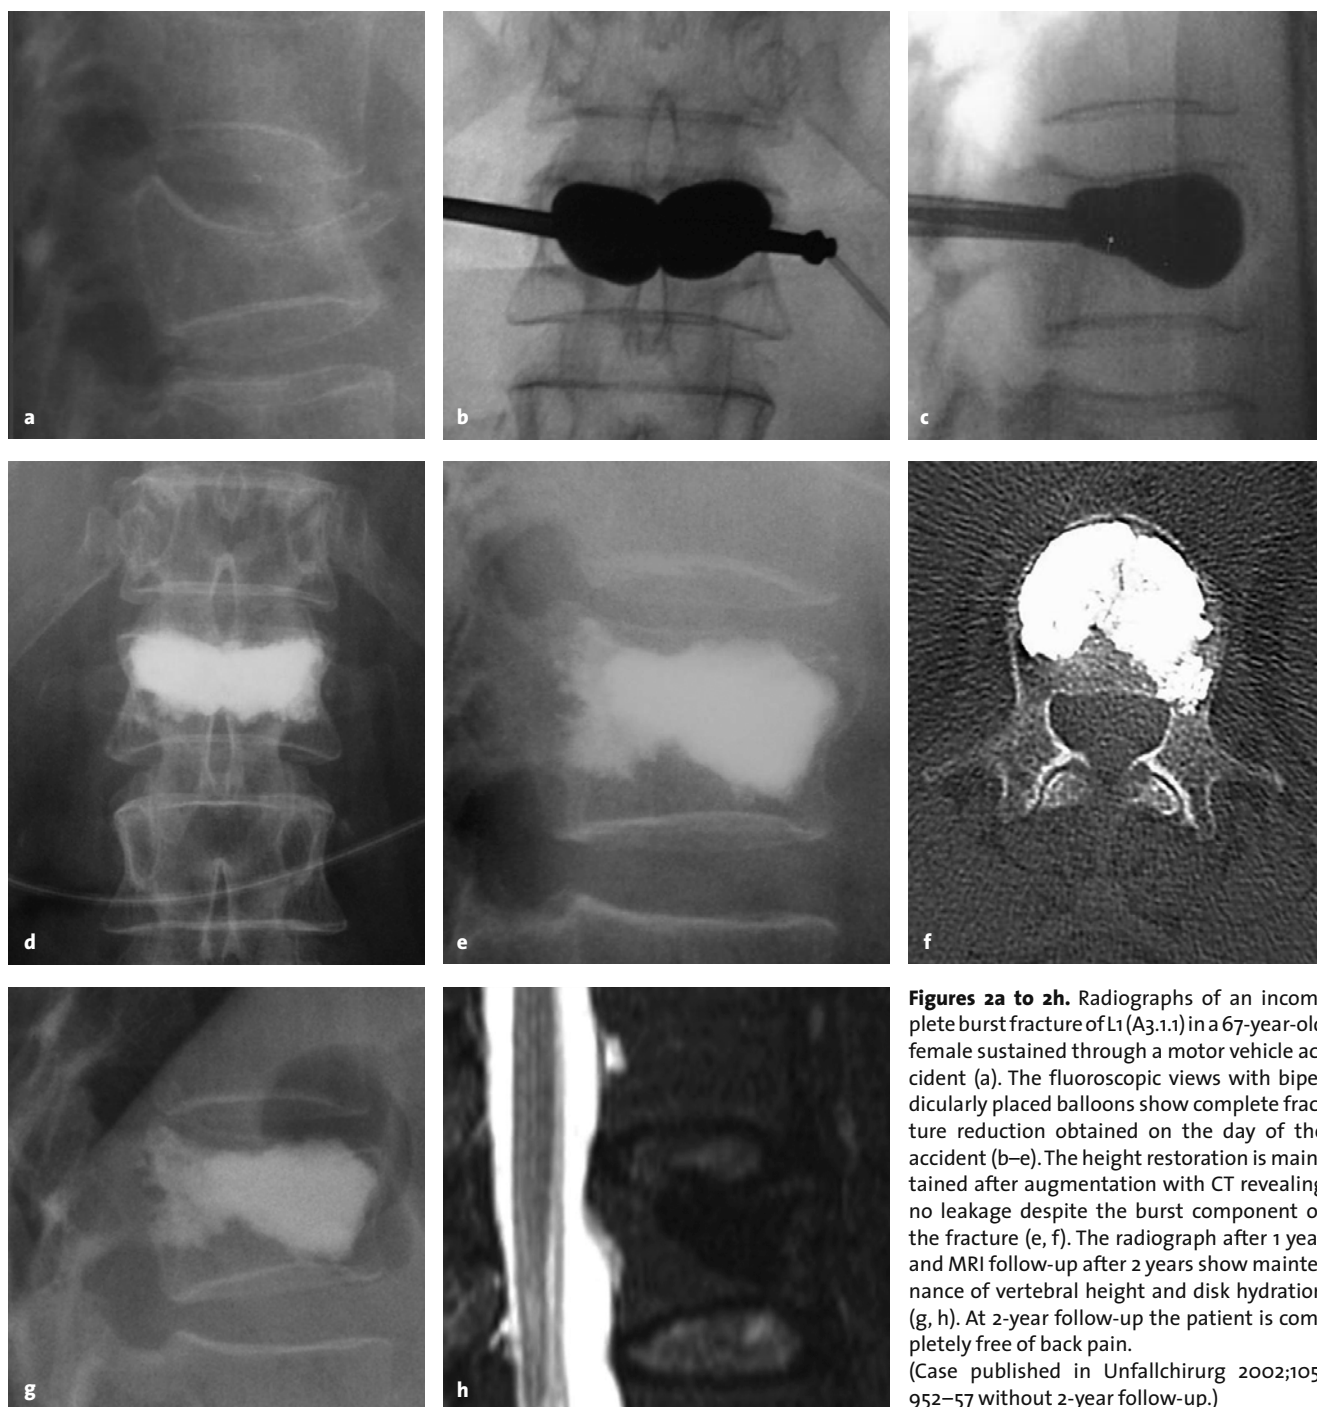 a
b
c
d
e
f
g
h
Figures 2a to 2h. Radiographs of an incom
plete burst fracture of L1 (A3.1.1) in a 67-year-old
female sustained through a motor vehicle ac
cident (a). The fluoroscopic views with bipe
dicularly placed balloons show complete frac
ture reduction obtained on the day of the
accident (b–e). The height restoration is main
tained after augmentation with CT revealing
no leakage despite the burst component o
the fracture (e, f). The radiograph after 1 yea
and MRI follow-up after 2 years show mainte
nance of vertebral height and disk hydration
(g, h). At 2-year follow-up the patient is com
pletely free of back pain.
(Case published in Unfallchirurg 2002;105
952–57 without 2-year follow-up.)